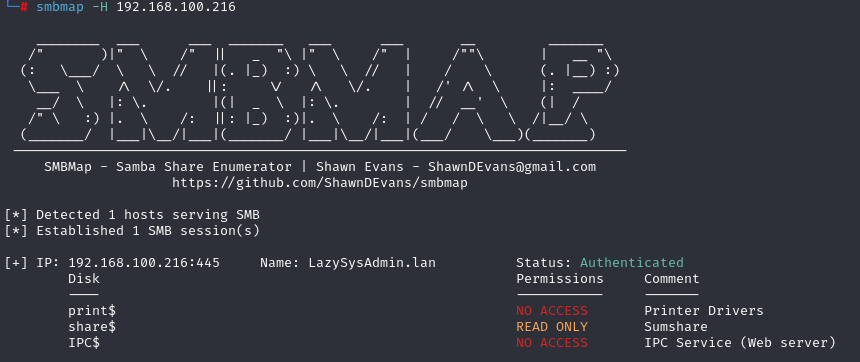 └─# smbmap -H 192.168.100.216
SMBMap - Samba Share Enumerator | Shawn Evans - ShawnDEvans@gmail.com
https://github.com/ShawnDEvans/smbmap
[*] Detected 1 hosts serving SMB
[*] Established 1 SMB session(s)
[+] IP: 192.168.100.216:445 Name: LazySysAdmin.lan Status: Authenticated
Disk Permissions Comment
---- ----------- -------
print$ NO ACCESS Printer Drivers
share$ READ ONLY Sumshare
IPC$ NO ACCESS IPC Service (Web server)